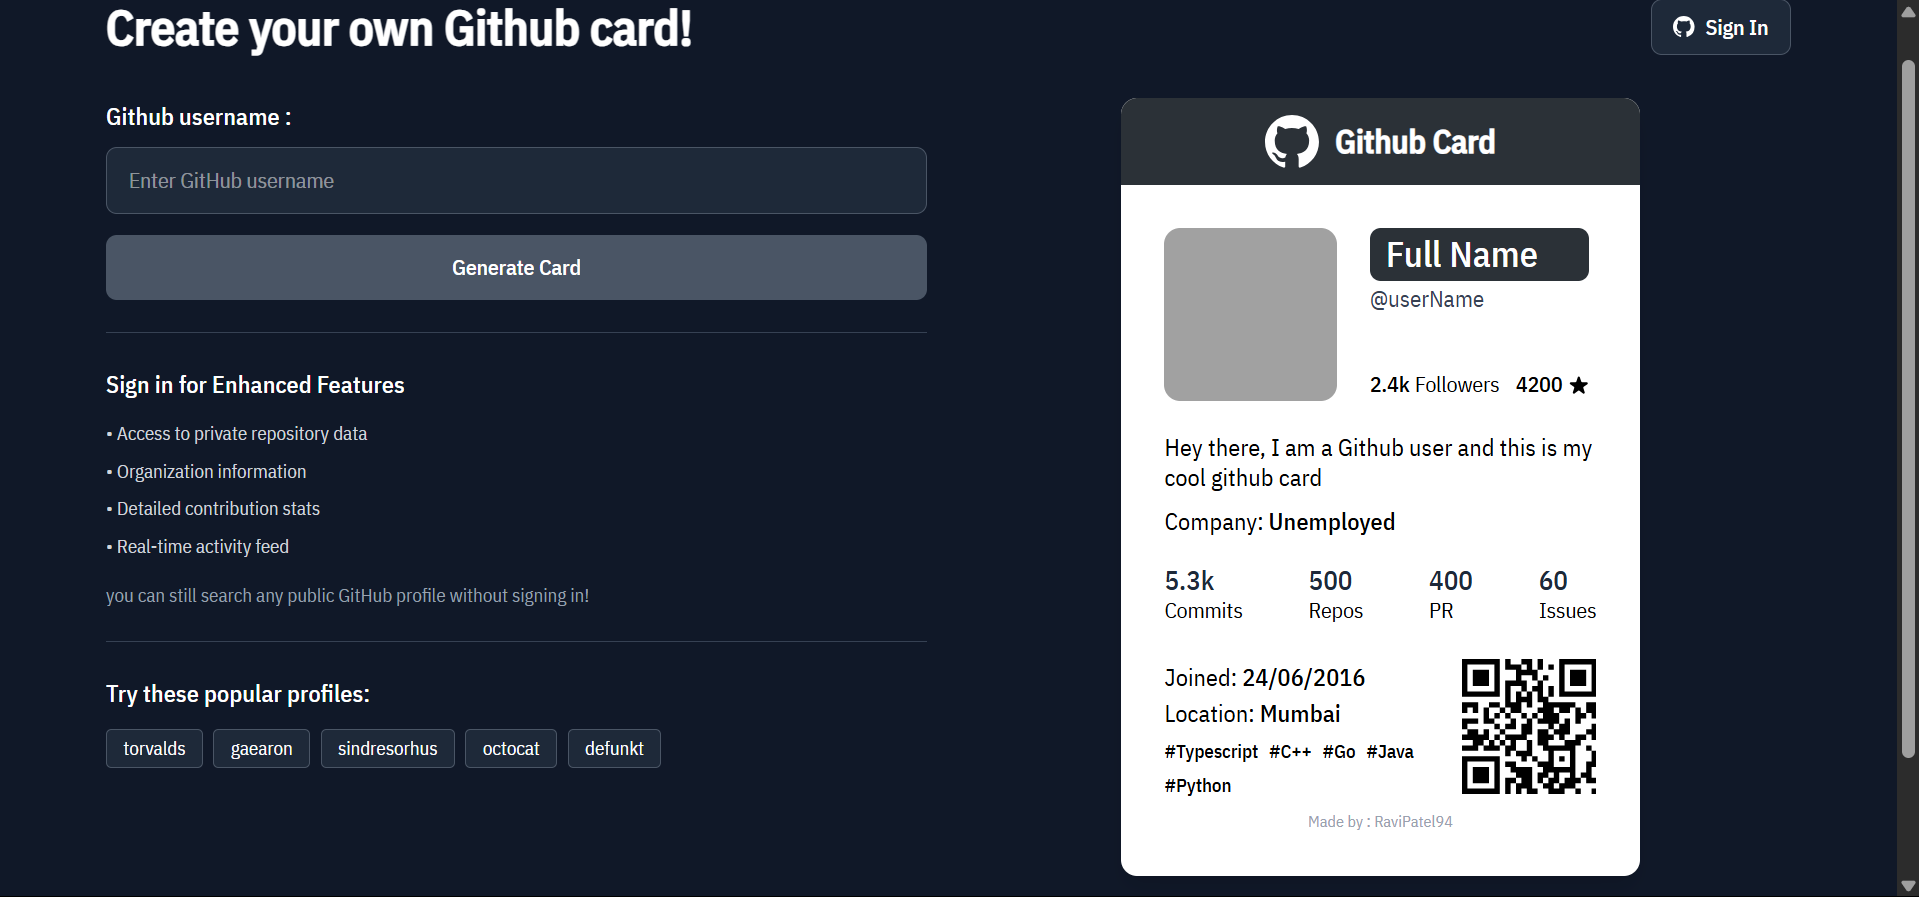 Create your own Github card!
Sign In
Github username :
Enter GitHub username
Generate Card
Sign in for Enhanced Features
• Access to private repository data
• Organization information
• Detailed contribution stats
• Real-time activity feed
you can still search any public GitHub profile without signing in!
Try these popular profiles:
torvalds gaearon sindresorhus octocat defunkt
Github Card
Full Name
@userName
2.4k Followers 4200 ★
Hey there, I am a Github user and this is my
cool github card
Company: Unemployed
5.3k 500 400 60
Commits Repos PR Issues
Joined: 24/06/2016
Location: Mumbai
#Typescript #C++ #Go #Java
#Python
Made by : RaviPatel94